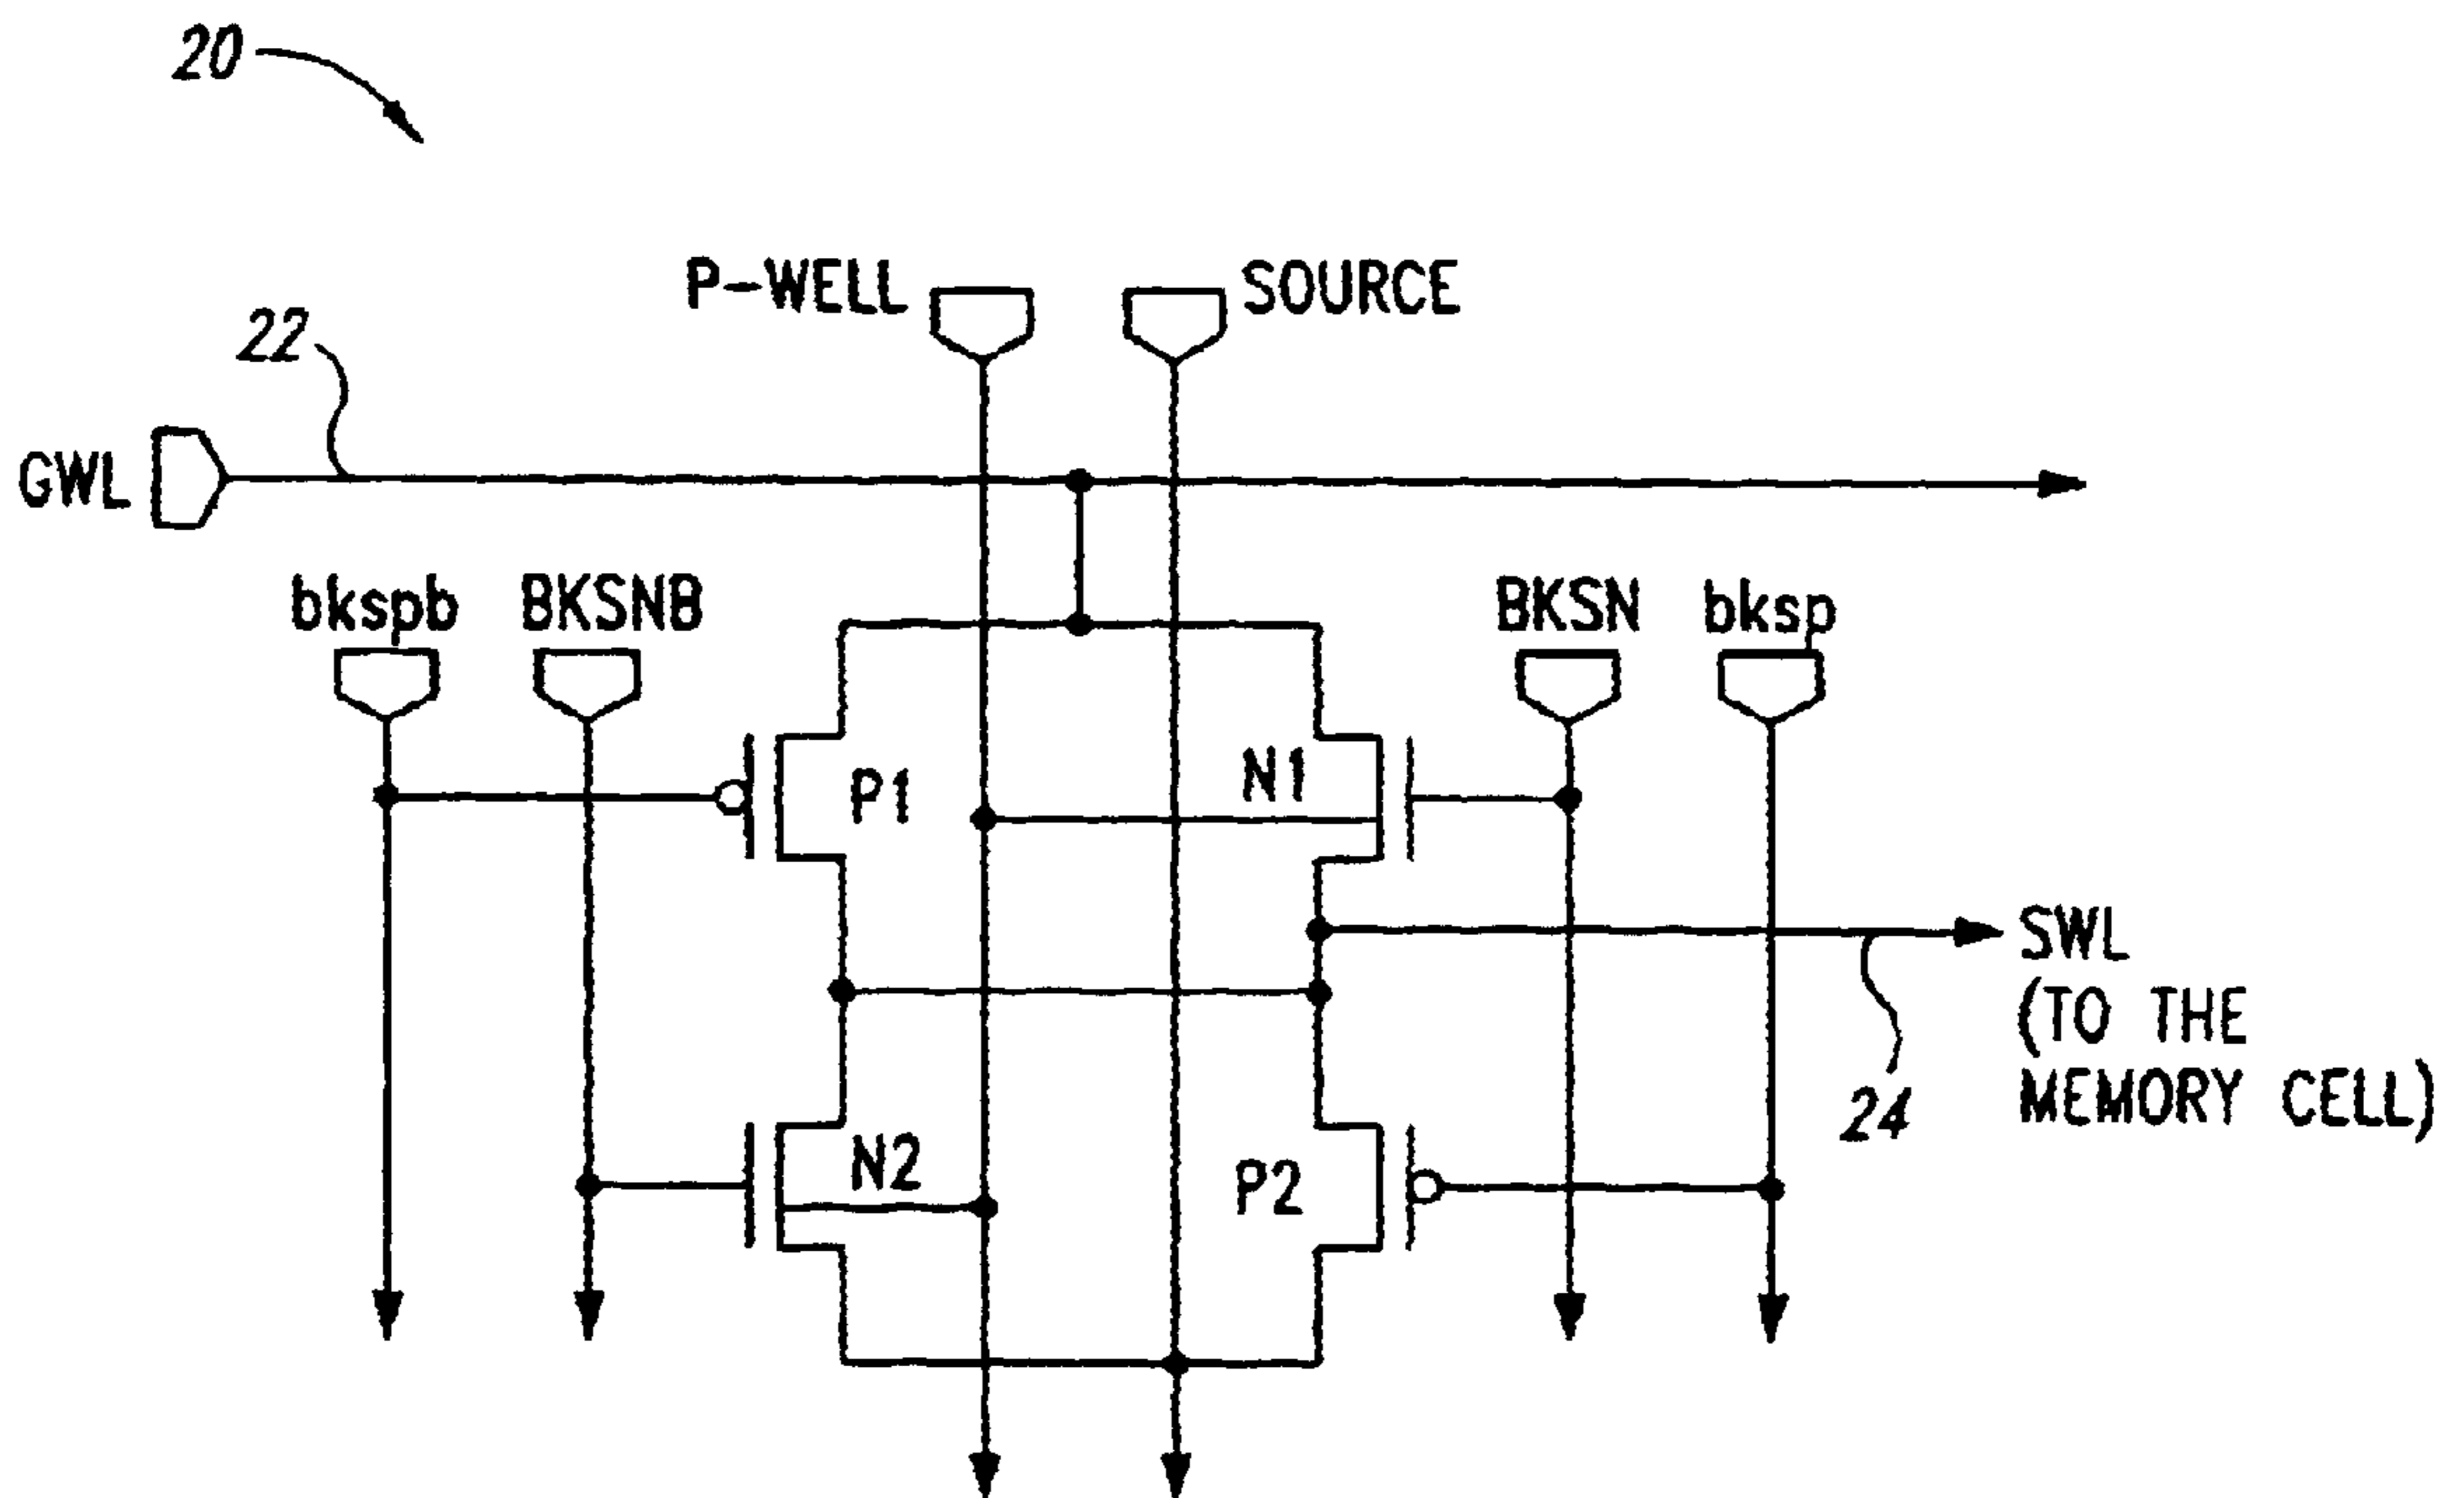 20
P-WELL
SOURCE
22
GWL
bkspb
BKSNB
BKSN
bksp
P1
N1
SWL
(TO THE
MEMORY CELL)
24
N2
P2